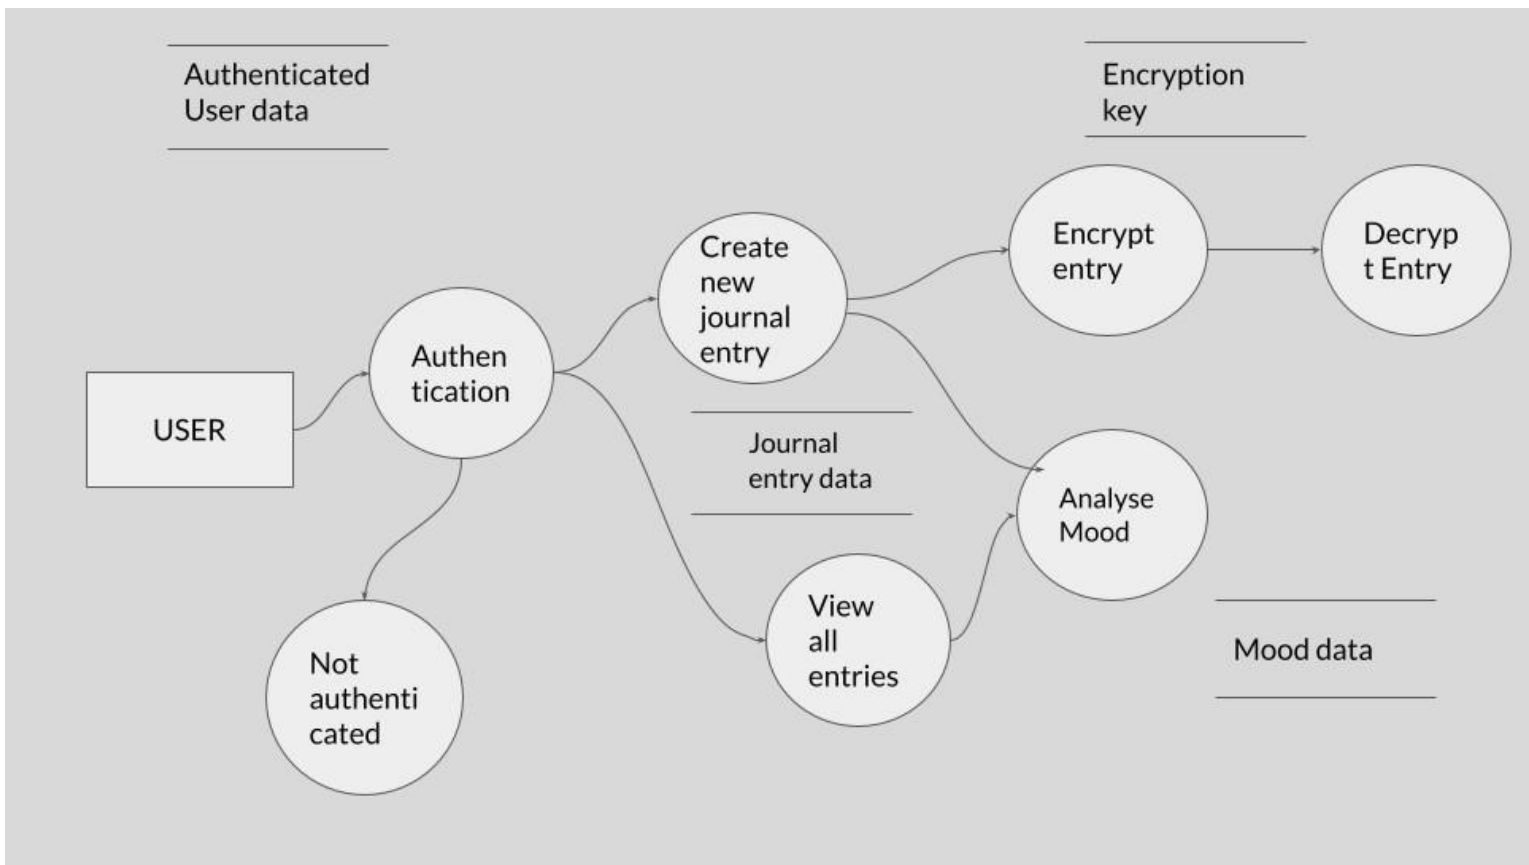 Authenticated
User data
Encryption
key
Create
new
journal
entry
Encrypt
entry
Decryp
t Entry
Authen
tication
USER
Journal
entry data
Analyse
Mood
View
all
entries
Not
authenti
cated
Mood data